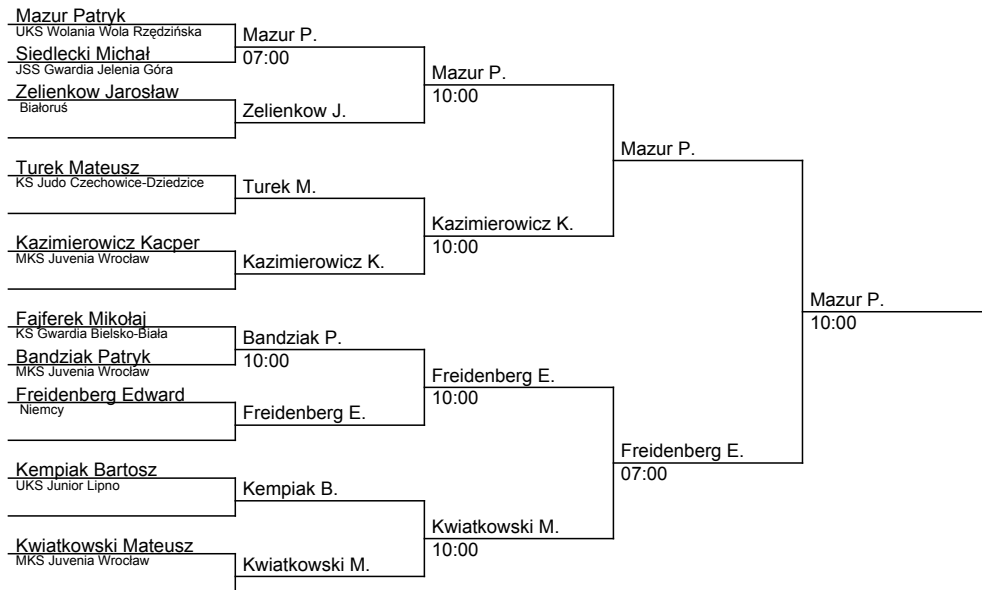 Mazur Patryk
UKS Wolania Wola Rzędzińska
Siedlecki Michał
JSS Gwardia Jelenia Góra
Zelienkow Jarosław
Białoruś
Turek Mateusz
KS Judo Czechowice-Dziedzice
Kazimierowicz Kacper
MKS Juvenia Wrocław
Fajferek Mikołaj
KS Gwardia Bielsko-Biała
Bandziak Patryk
MKS Juvenia Wrocław
Freidenberg Edward
Niemcy
Kempiak Bartosz
UKS Junior Lipno
Kwiatkowski Mateusz
MKS Juvenia Wrocław
Mazur P.
07:00
Zelienkow J.
Turek M.
Kazimierowicz K.
Bandziak P.
10:00
Freidenberg E.
Kempiak B.
Kwiatkowski M.
Mazur P.
10:00
Kazimierowicz K.
10:00
Freidenberg E.
10:00
Kwiatkowski M.
10:00
Mazur P.
Freidenberg E.
07:00
Mazur P.
10:00